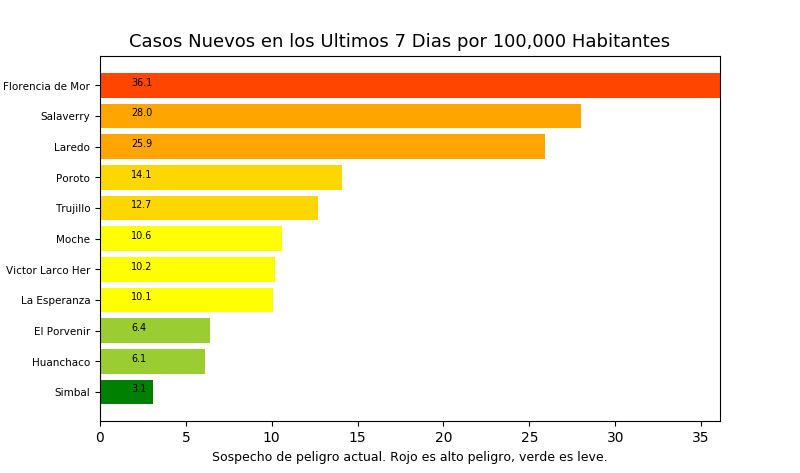 Casos Nuevos en los Ultimos 7 Dias por 100,000 Habitantes
Florencia de Mor 36.1
Salaverry 28.0
Laredo 25.9
Poroto 14.1
Trujillo 12.7
Moche 10.6
Victor Larco Her 10.2
La Esperanza 10.1
El Porvenir 6.4
Huanchaco 6.1
Simbal 3.1
0 5 10 15 20 25 30 35
Sospecho de peligro actual. Rojo es alto peligro, verde es leve.